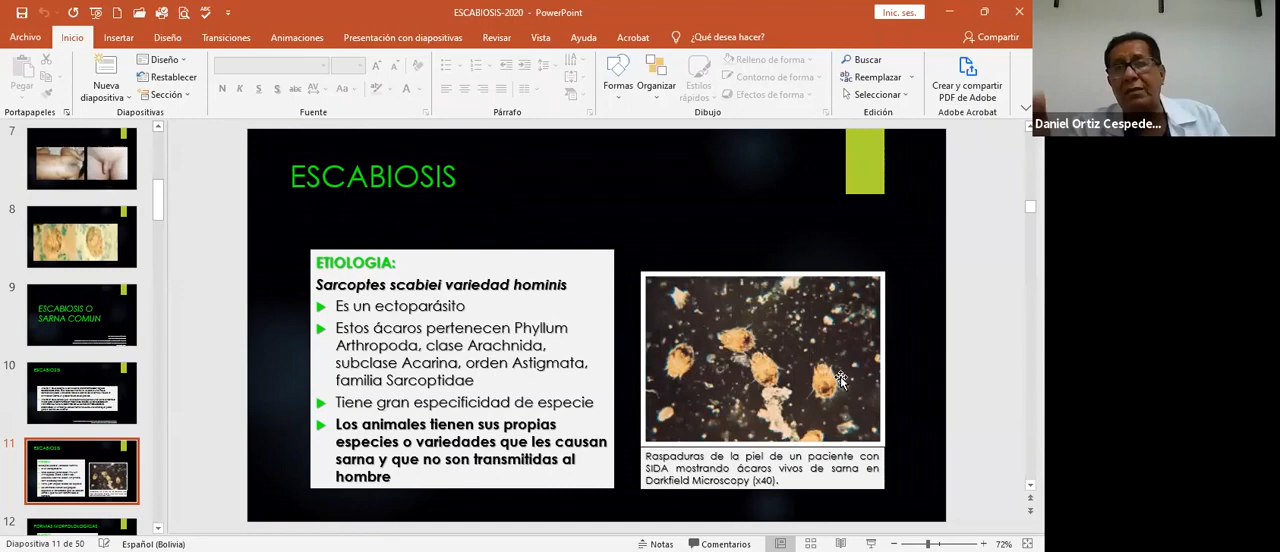 ESCABIOSIS-2020 - PowerPoint
Inic. ses.
Archivo
Inicio
Insertar
Diseño
Transiciones
Animaciones
Presentación con diapositivas
Revisar
Vista
Ayuda
Acrobat
¿Qué desea hacer?
Compartir
Pegar
Nueva
diapositiva
Diseño
Restablecer
Sección
N K S S abc AV Aa A
Formas
Organizar
Estilos
rápidos
Relleno de forma
Contorno de forma
Efectos de forma
Buscar
Reemplazar
Seleccionar
Crear y compartir
PDF de Adobe
Portapapeles
Diapositivas
Fuente
Párrafo
Dibujo
Edición
Adobe Acrobat
Daniel Ortiz Cespede...
7
8
9
ESCABIOSIS O
SARNA COMUN
10
ESCABIOSIS
11
ESCABIOSIS
12
FORMAS MORFOLOLOGICAS
ESCABIOSIS
ETIOLOGIA:
Sarcoptes scabiei variedad hominis
Es un ectoparásito
Estos ácaros pertenecen Phyllum
Arthropoda, clase Arachnida,
subclase Acarina, orden Astigmata,
familia Sarcoptidae
Tiene gran especificidad de especie
Los animales tienen sus propias
especies o variedades que les causan
sarna y que no son transmitidas al
hombre
Raspaduras de la piel de un paciente con
SIDA mostrando ácaros vivos de sarna en
Darkfield Microscopy (x40).
Diapositiva 11 de 50
Español (Bolivia)
Notas
Comentarios
72%